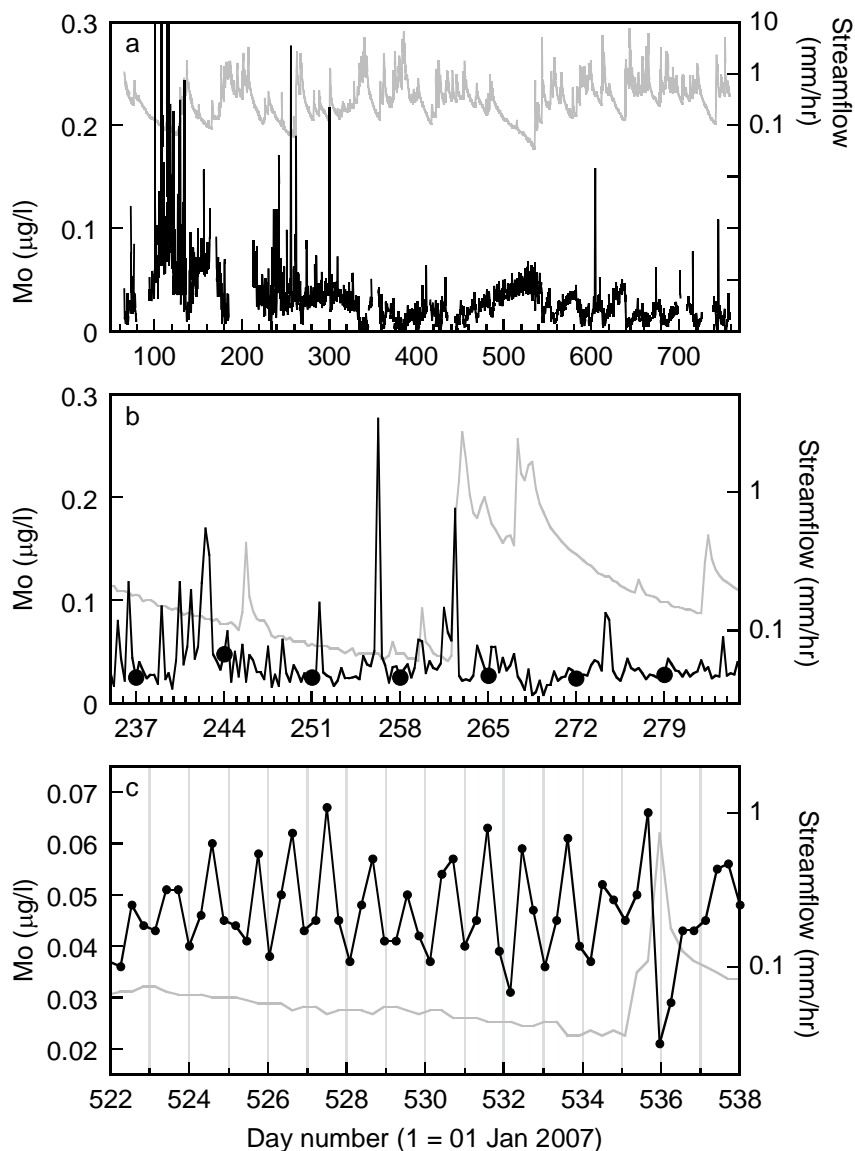 a
0.3
0.2
0.1
0
Mo (µg/l)
10
1
0.1
Streamflow
(mm/hr)
100 200 300 400 500 600 700
b
0.3
0.2
0.1
0
Mo (µg/l)
1
0.1
Streamflow (mm/hr)
237 244 251 258 265 272 279
c
0.07
0.06
0.05
0.04
0.03
0.02
Mo (µg/l)
1
0.1
Streamflow (mm/hr)
522 524 526 528 530 532 534 536 538
Day number (1 = 01 Jan 2007)